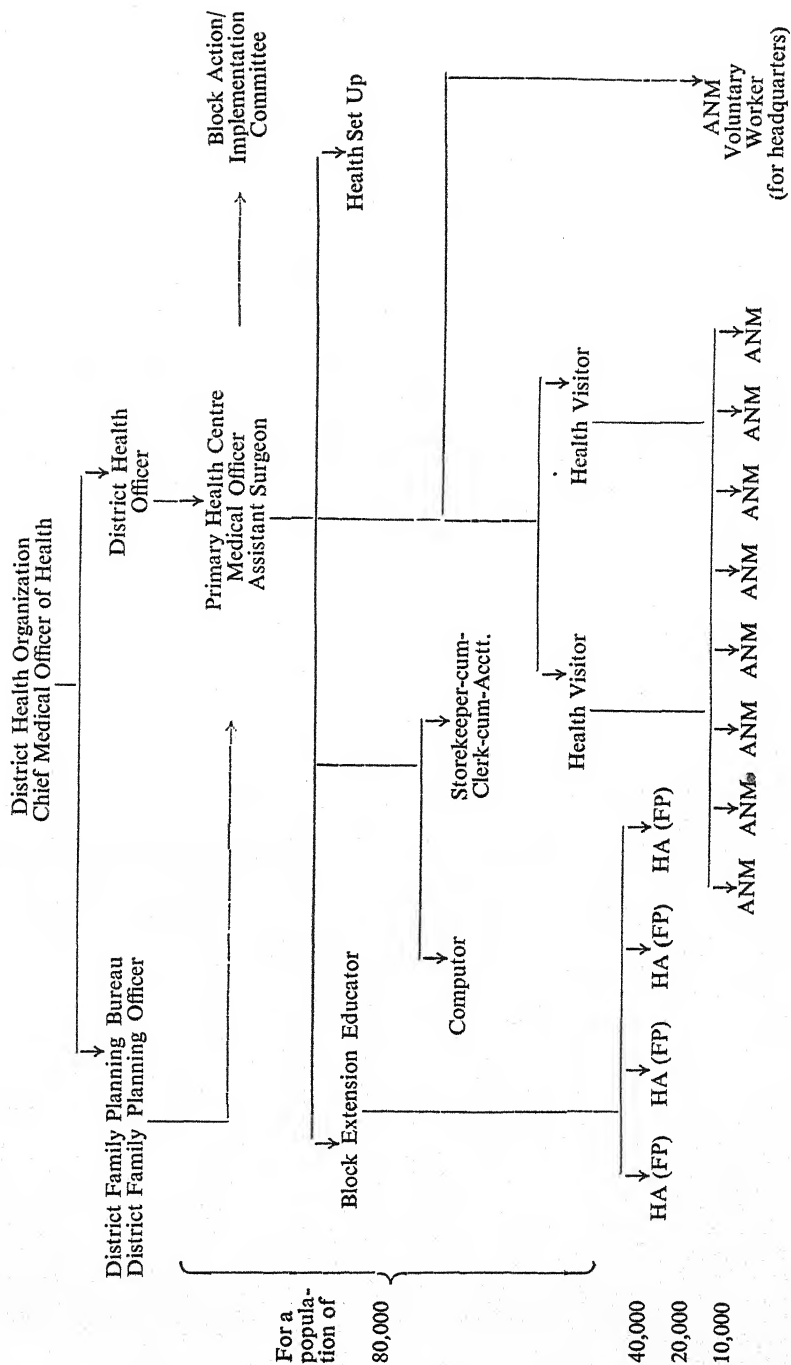 District Health Organization
Chief Medical Officer of Health
District Family Planning Bureau
District Family Planning Officer
District Health
Officer
Primary Health Centre
Medical Officer
Assistant Surgeon
Block Action/
Implementation
Committee
For a
popula-
tion of
80,000
Block Extension Educator
Health Set Up
Computor
Storekeeper-cum-
Clerk-cum-Acctt.
Health Visitor
Health Visitor
40,000
20,000
HA (FP)
HA (FP)
HA (FP)
HA (FP)
10,000
ANM
ANM
ANM
ANM
ANM
ANM
ANM
ANM
ANM
Voluntary
Worker
(for headquarters)